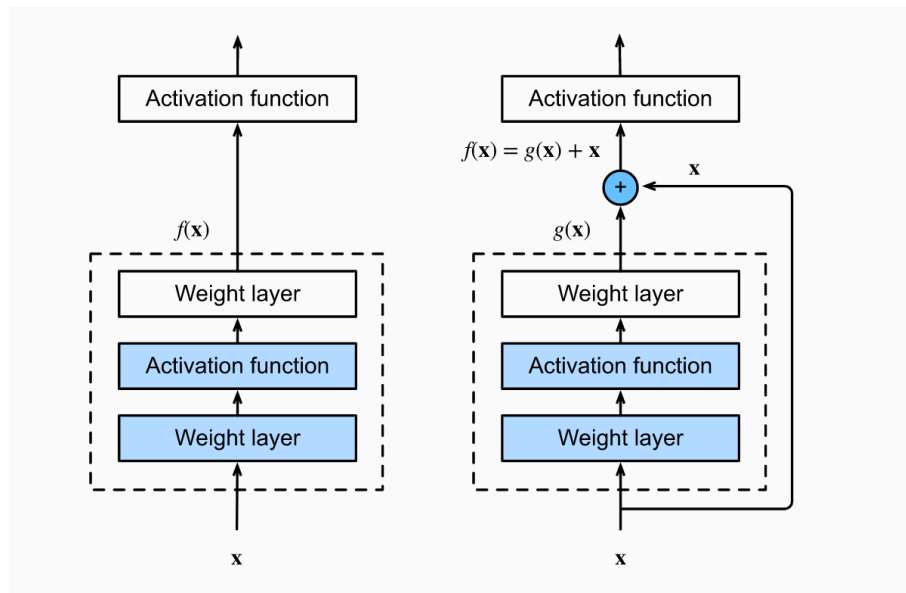 Activation function
f(x)
Weight layer
Activation function
Weight layer
x
Activation function
f(x) = g(x) + x
x
+
g(x)
Weight layer
Activation function
Weight layer
x